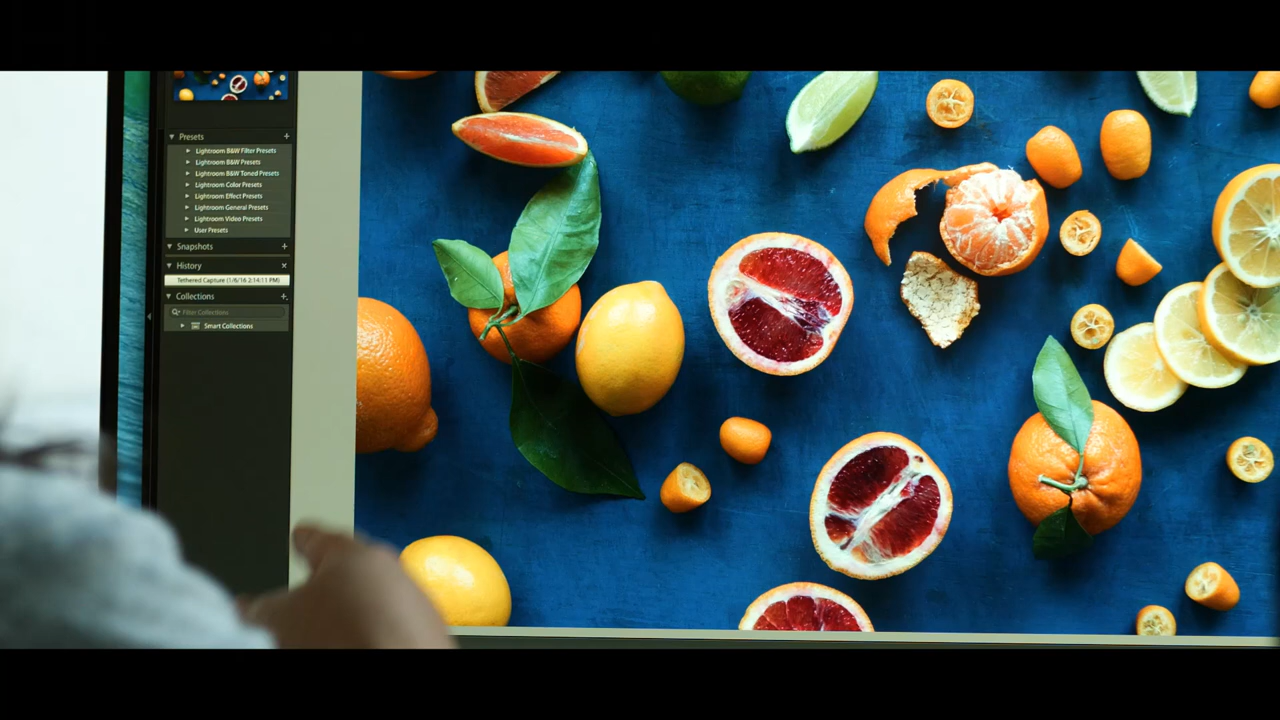 Presets
Lightroom B&W Filter Presets
Lightroom B&W Presets
Lightroom B&W Toned Presets
Lightroom Color Presets
Lightroom Effect Presets
Lightroom General Presets
Lightroom Video Presets
User Presets
Snapshots
History
Tethered Capture (1/6/16 2:14:11 PM)
Collections
Filter Collections
Smart Collections